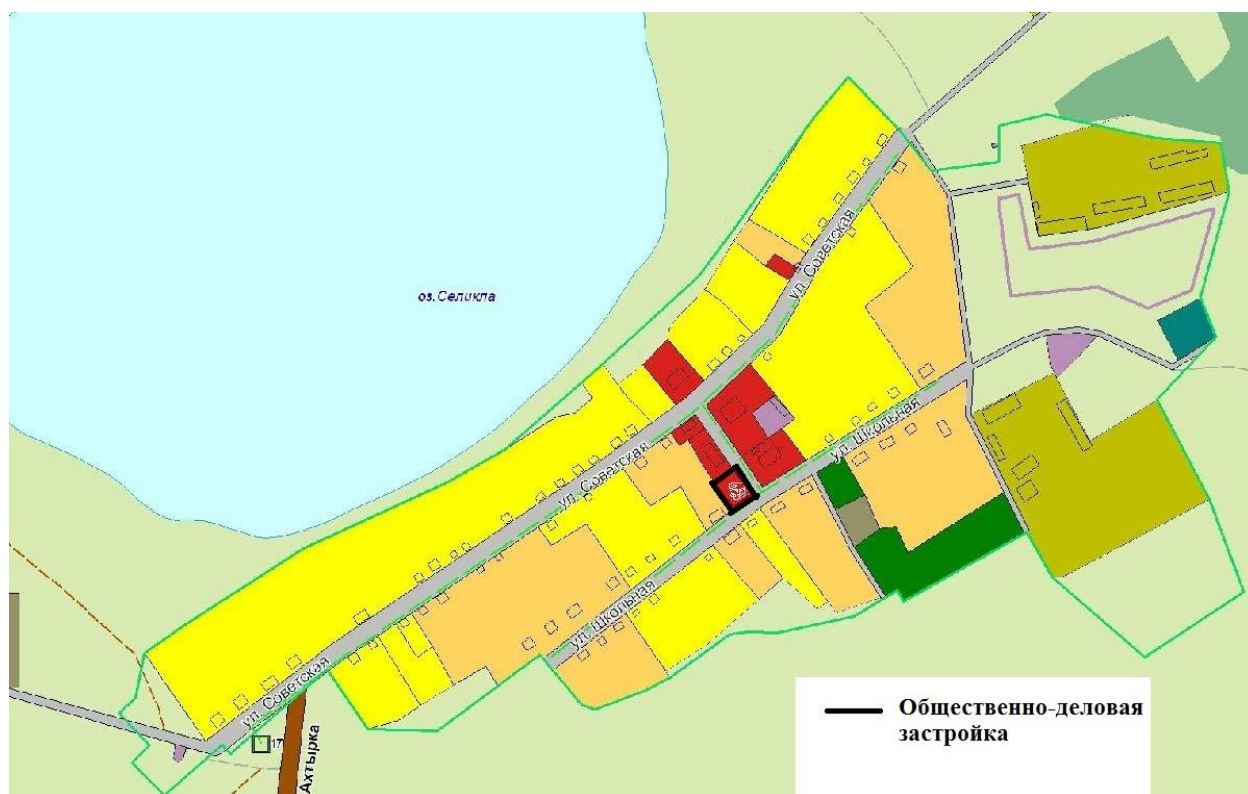 ул. Советская
оз. Селикла
ул. Школьная
ул. Советская
ул. Школьная
ул. Советская
17
Ахтырка
Общественно-деловая
застройка